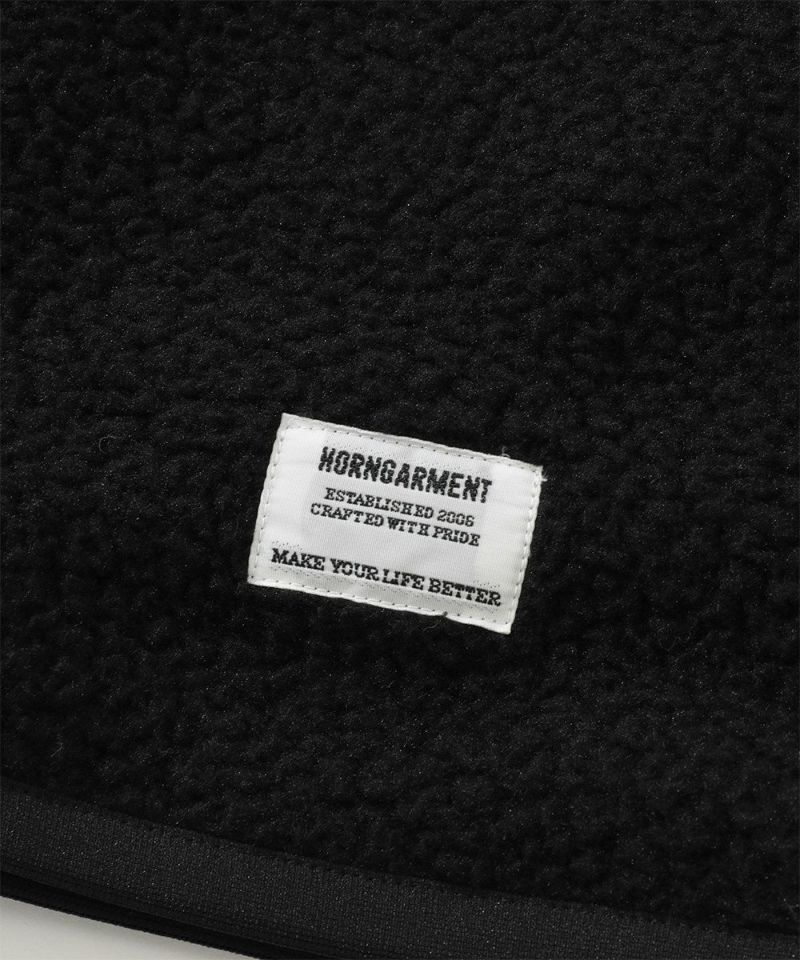 HORNGARMENT
ESTABLISHED 2006
CRAFTED WITH PRIDE
MAKE YOUR LIFE BETTER